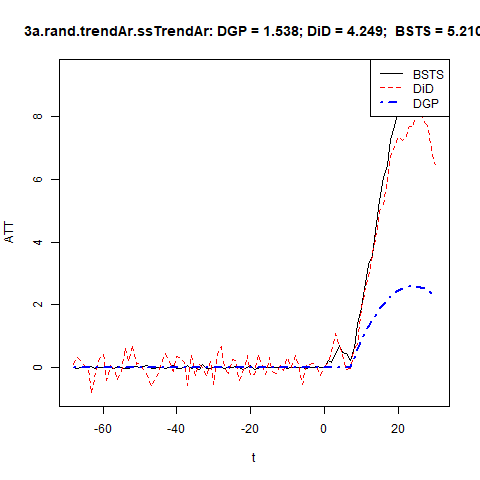 3a.rand.trendAr.ssTrendAr: DGP = 1.538; DiD = 4.249;  BSTS = 5.210
BSTS
DiD
DGP
ATT
8
6
4
2
0
-60
-40
-20
0
20
t